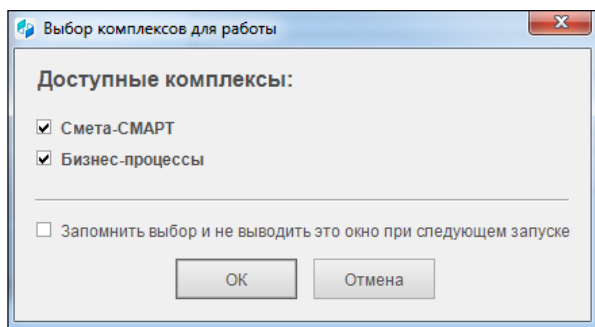 Выбор комплексов для работы
Доступные комплексы:
Смета-СМАРТ
Бизнес-процессы
Запомнить выбор и не выводить это окно при следующем запуске
ОК
Отмена